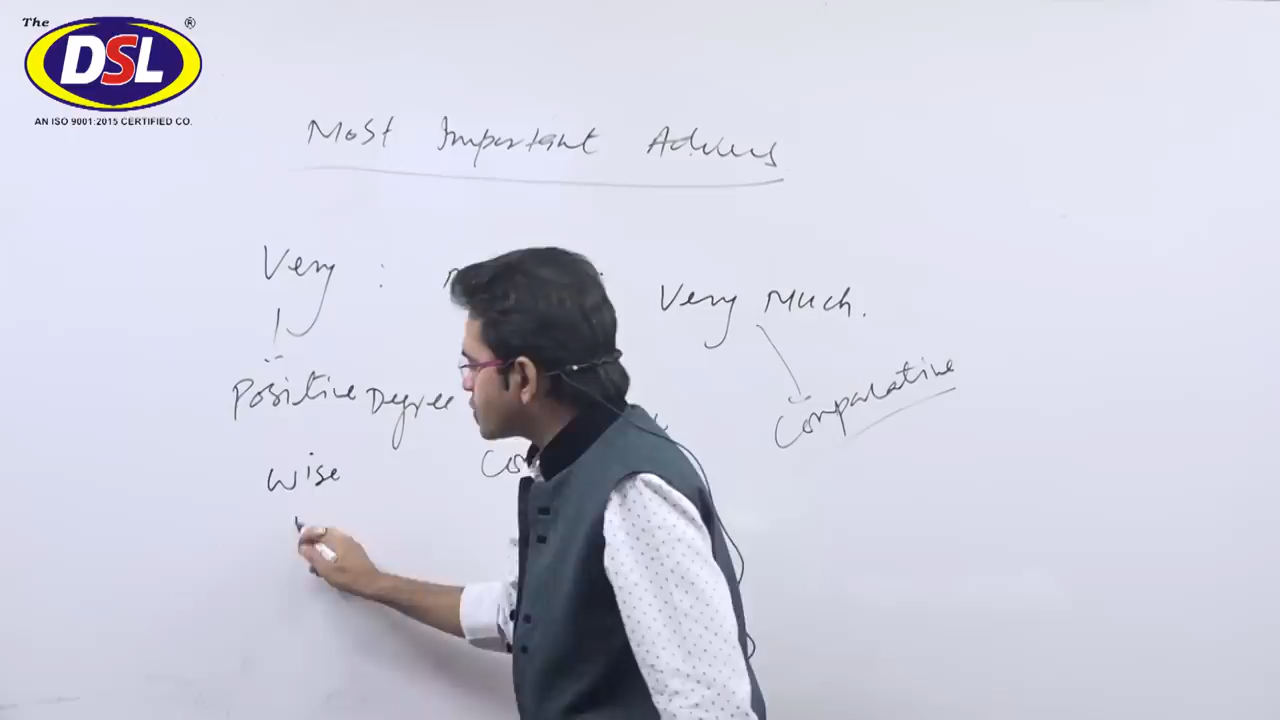 The DSL ®
AN ISO 9001:2015 CERTIFIED CO.
Most Important Adverbs
Very :
Very Much.
Positive Degree
Comparative
Wise